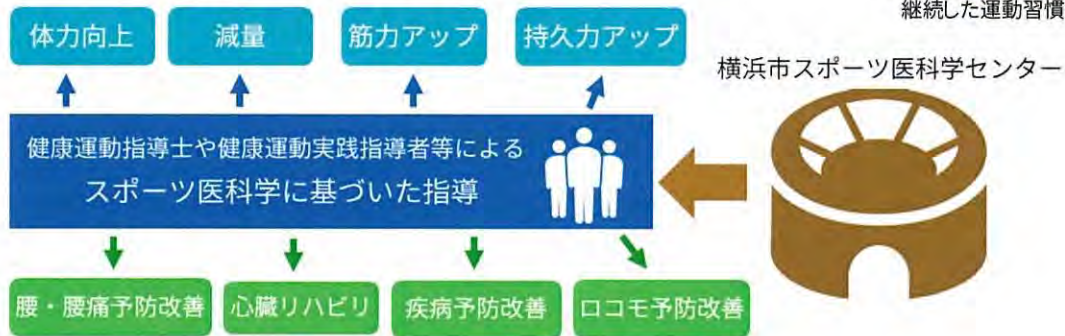 継続した運動習慣
体力向上
減量
筋力アップ
持久力アップ
横浜市スポーツ医科学センター
健康運動指導士や健康運動実践指導者等による
スポーツ医科学に基づいた指導
腰・腰痛予防改善
心臓リハビリ
疾病予防改善
ロコモ予防改善